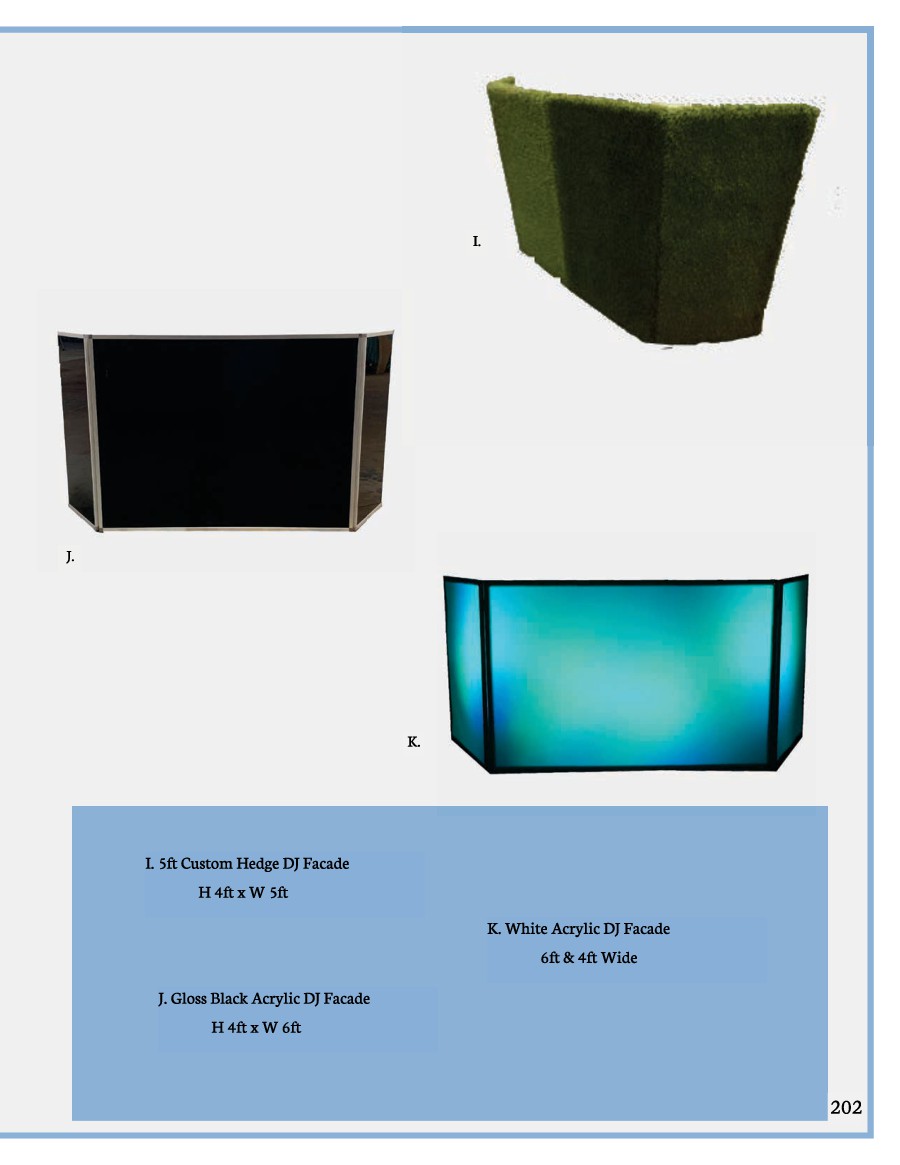 I.
J.
K.
I. 5ft Custom Hedge DJ Facade
H 4ft x W 5ft
K. White Acrylic DJ Facade
6ft & 4ft Wide
J. Gloss Black Acrylic DJ Facade
H 4ft x W 6ft
202